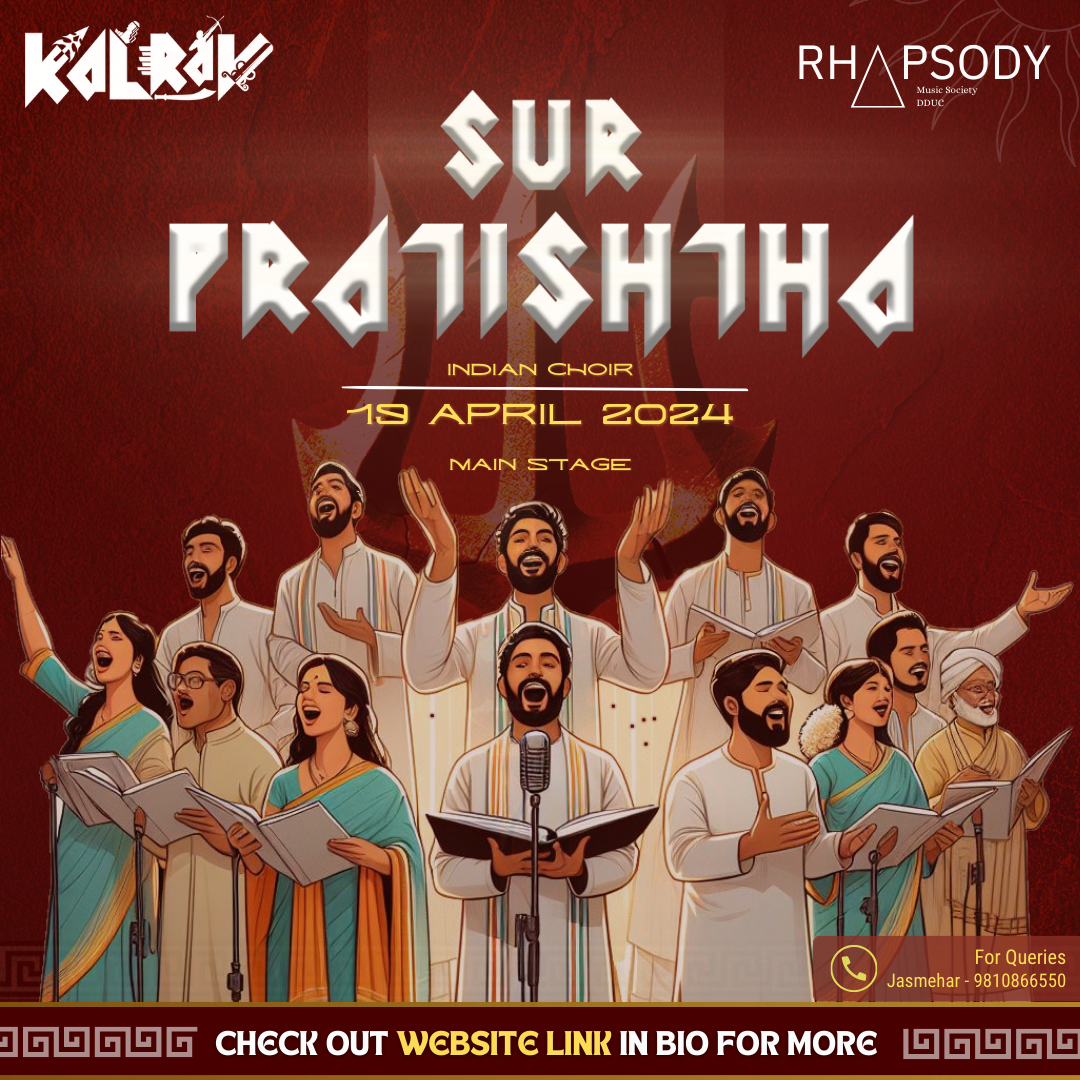 KALRAV
RHAPSODY
Music Society
DDUC
SUR
PRATISHTHA
INDIAN CHOIR
19 APRIL 2024
MAIN STAGE
For Queries
Jasmehar - 9810866550
CHECK OUT WEBSITE LINK IN BIO FOR MORE